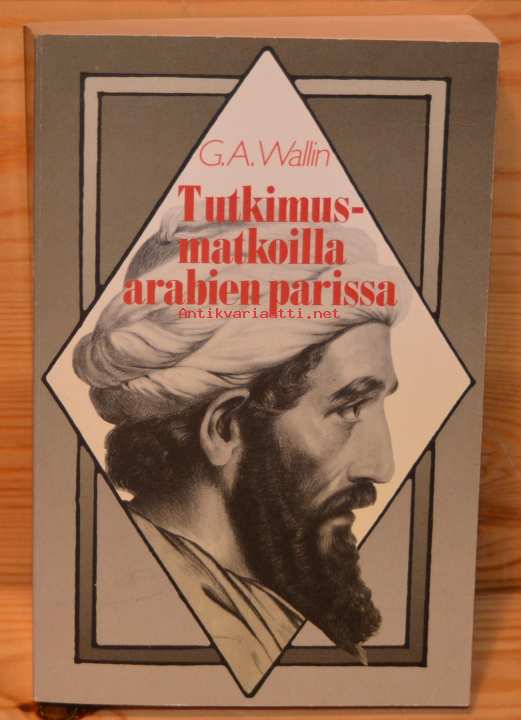 G.A. Wallin
Tutkimus-
matkoilla
arabien parissa
Antikvariaatti.net